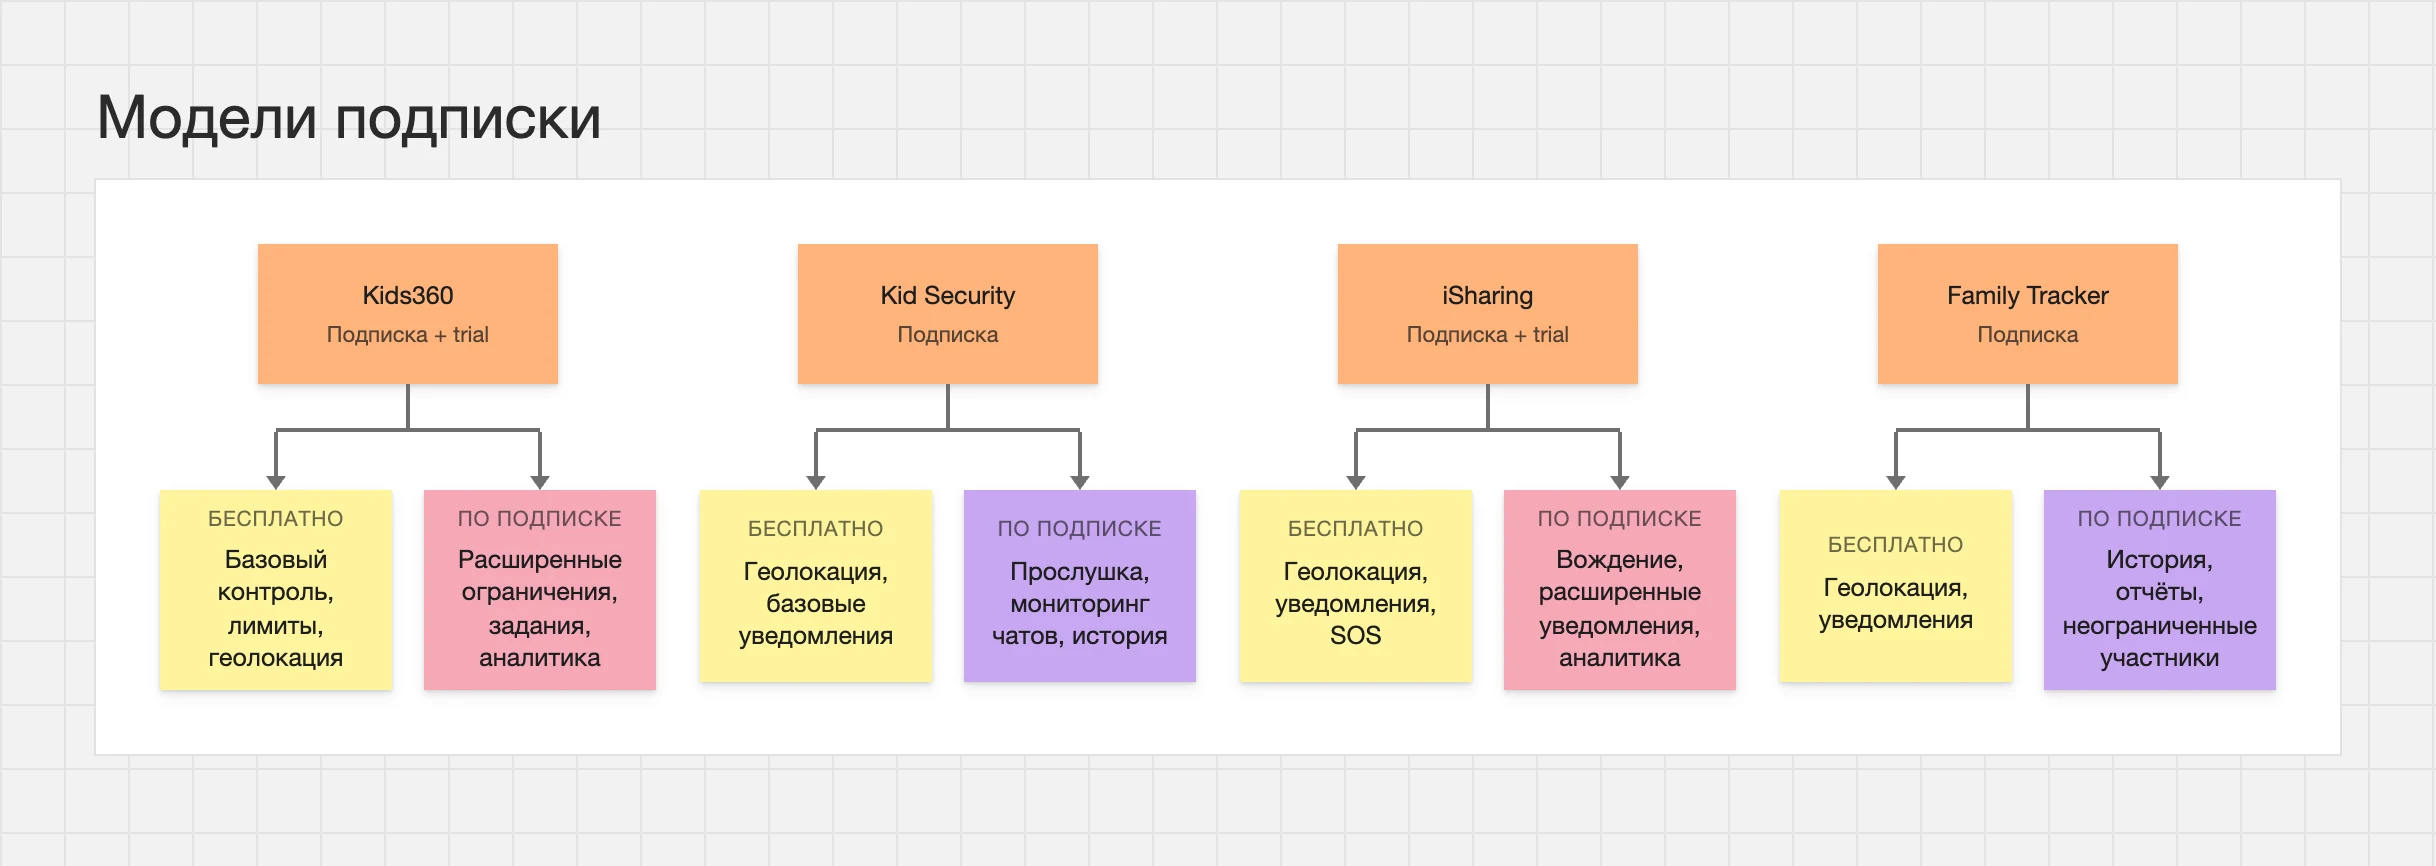 Модели подписки
Kids360
Подписка + trial
БЕСПЛАТНО
Базовый
контроль,
лимиты,
геолокация
ПО ПОДПИСКЕ
Расширенные
ограничения,
задания,
аналитика
Kid Security
Подписка
БЕСПЛАТНО
Геолокация,
базовые
уведомления
ПО ПОДПИСКЕ
Прослушка,
мониторинг
чатов, история
iSharing
Подписка + trial
БЕСПЛАТНО
Геолокация,
уведомления,
SOS
ПО ПОДПИСКЕ
Вождение,
расширенные
уведомления,
аналитика
Family Tracker
Подписка
БЕСПЛАТНО
Геолокация,
уведомления
ПО ПОДПИСКЕ
История,
отчёты,
неограниченные
участники